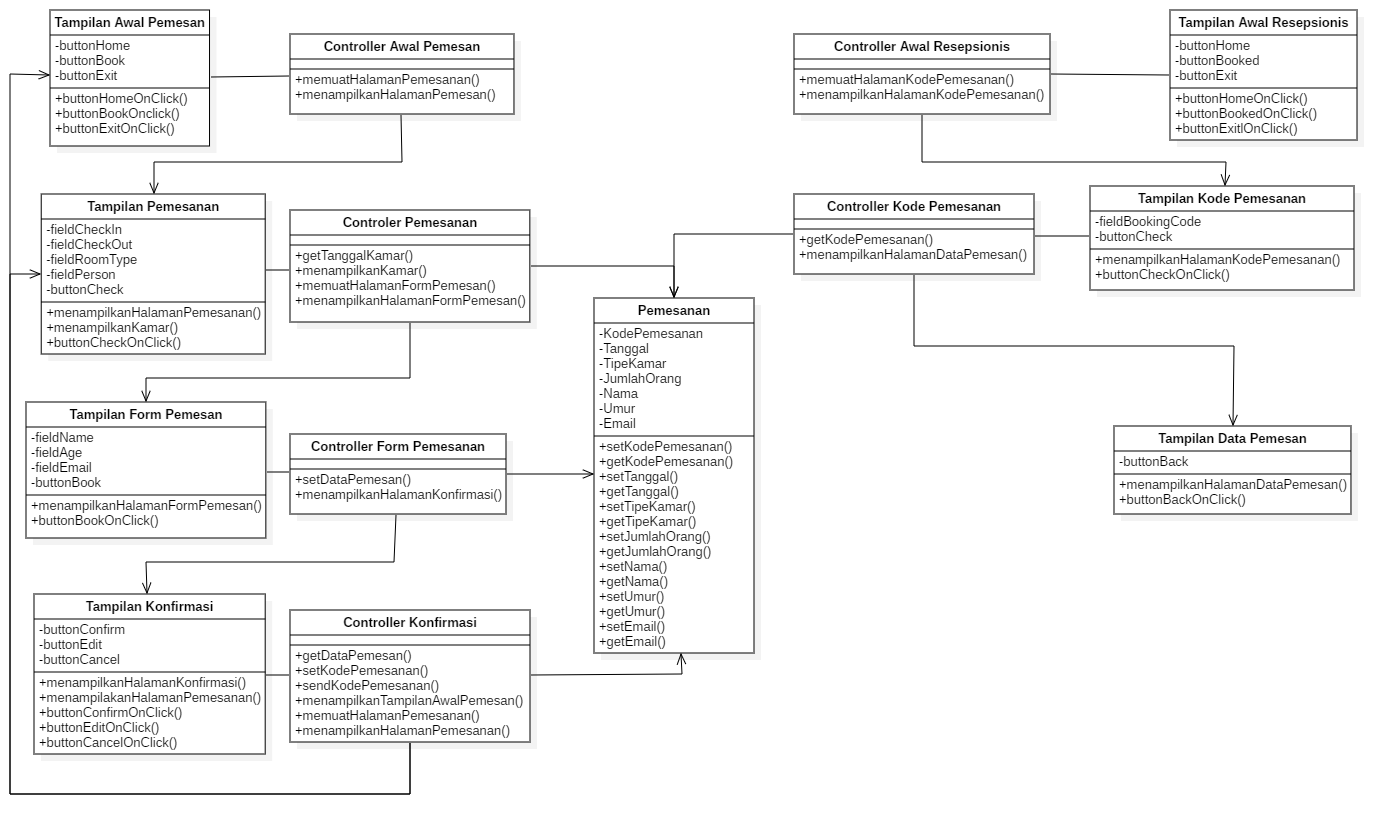 Tampilan Awal Pemesan
-buttonHome
-buttonBook
-buttonExit
+buttonHomeOnClick()
+buttonBookOnclick()
+buttonExitOnClick()
Controller Awal Pemesan
+memuatHalamanPemesanan()
+menampilkanHalamanPemesan()
Controller Awal Resepsionis
+memuatHalamanKodePemesanan()
+menampilkanHalamanKodePemesanan()
Tampilan Awal Resepsionis
-buttonHome
-buttonBooked
-buttonExit
+buttonHomeOnClick()
+buttonBookedOnClick()
+buttonExitlOnClick()
Tampilan Pemesanan
-fieldCheckIn
-fieldCheckOut
-fieldRoomType
-fieldPerson
-buttonCheck
+menampilkanHalamanPemesanan()
+menampilkanKamar()
+buttonCheckOnClick()
Controler Pemesanan
+getTanggalKamar()
+menampilkanKamar()
+memuatHalamanFormPemesan()
+menampilkanHalamanFormPemesan()
Controller Kode Pemesanan
+getKodePemesanan()
+menampilkanHalamanDataPemesan()
Tampilan Kode Pemesanan
-fieldBookingCode
-buttonCheck
+menampilkanHalamanKodePemesanan()
+buttonCheckOnClick()
Pemesanan
-KodePemesanan
-Tanggal
-TipeKamar
-JumlahOrang
-Nama
-Umur
-Email
+setKodePemesanan()
+getKodePemesanan()
+setTanggal()
+getTanggal()
+setTipeKamar()
+getTipeKamar()
+setJumlahOrang()
+getJumlahOrang()
+setNama()
+getNama()
+setUmur()
+getUmur()
+setEmail()
+getEmail()
Tampilan Form Pemesan
-fieldName
-fieldAge
-fieldEmail
-buttonBook
+menampilkanHalamanFormPemesan()
+buttonBookOnClick()
Controller Form Pemesanan
+setDataPemesan()
+menampilkanHalamanKonfirmasi()
Tampilan Data Pemesan
-buttonBack
+menampilkanHalamanDataPemesan()
+buttonBackOnClick()
Tampilan Konfirmasi
-buttonConfirm
-buttonEdit
-buttonCancel
+menampilkanHalamanKonfirmasi()
+menampilakanHalamanPemesanan()
+buttonConfirmOnClick()
+buttonEditOnClick()
+buttonCancelOnClick()
Controller Konfirmasi
+getDataPemesan()
+setKodePemesanan()
+sendKodePemesanan()
+menampilkanTampilanAwalPemesan()
+memuatHalamanPemesanan()
+menampilkanHalamanPemesanan()